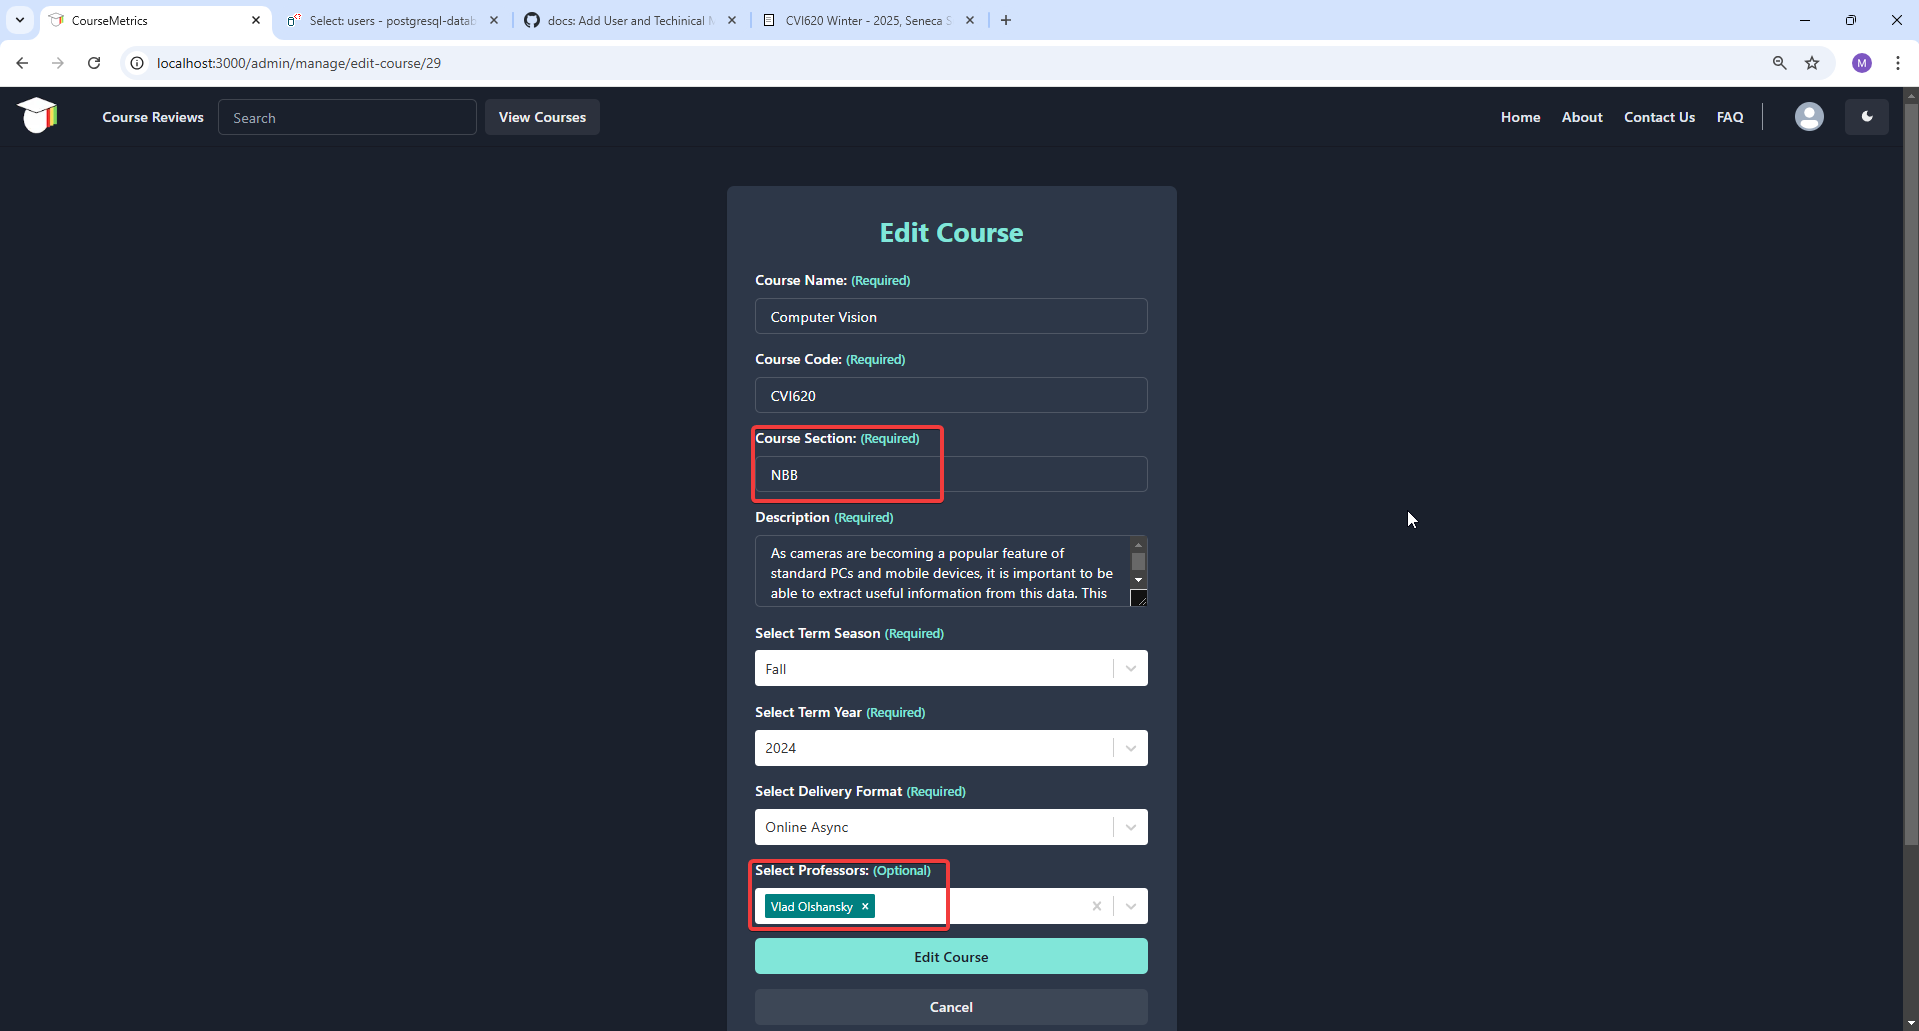 CourseMetrics
Select: users - postgresql-datab
docs: Add User and Techinical M
CVI620 Winter - 2025, Seneca S
localhost:3000/admin/manage/edit-course/29
M
Course Reviews
Search
View Courses
Home
About
Contact Us
FAQ
Edit Course
Course Name: (Required)
Computer Vision
Course Code: (Required)
CVI620
Course Section: (Required)
NBB
Description (Required)
As cameras are becoming a popular feature of
standard PCs and mobile devices, it is important to be
able to extract useful information from this data. This
Select Term Season (Required)
Fall
Select Term Year (Required)
2024
Select Delivery Format (Required)
Online Async
Select Professors: (Optional)
Vlad Olshansky
Edit Course
Cancel